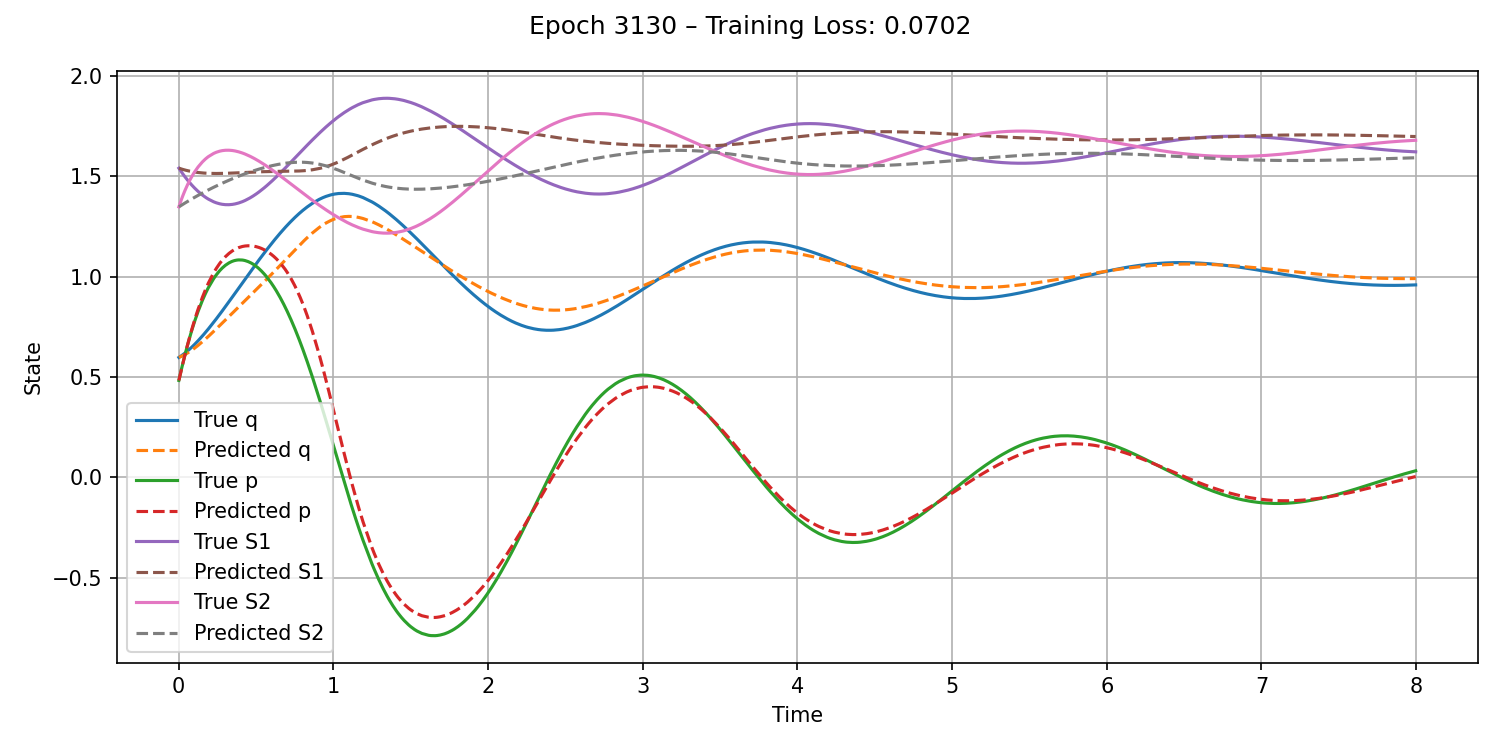 Epoch 3130 – Training Loss: 0.0702
2.0
1.5
1.0
0.5
0.0
−0.5
State
True q
Predicted q
True p
Predicted p
True S1
Predicted S1
True S2
Predicted S2
0 1 2 3 4 5 6 7 8
Time